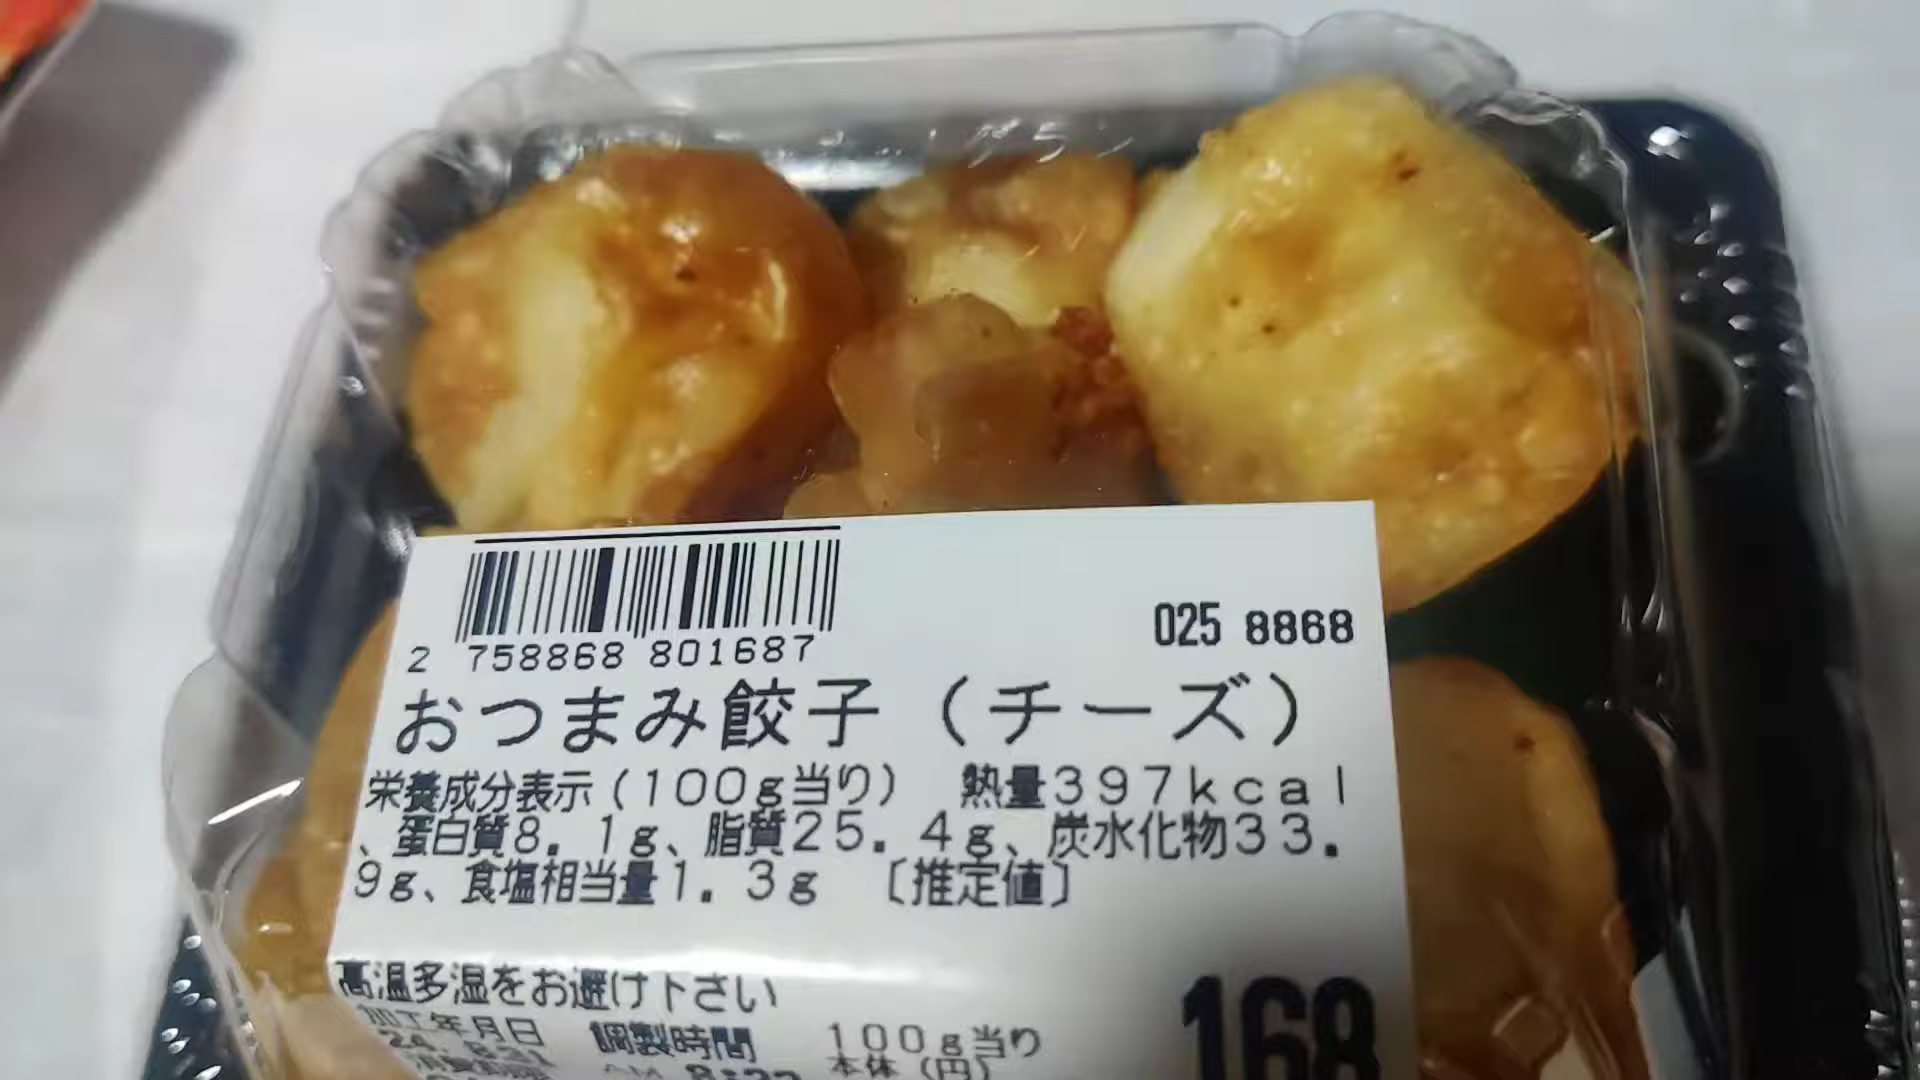 2 758868 801687
025 8868
おつまみ餃子(チーズ)
栄養成分表示(100g当り) 熱量397kcal
、蛋白質8.1g、脂質25.4g、炭水化物33.
9g、食塩相当量1.3g 〔推定値〕
高温多湿をお避け下さい
加工年月日 調製時間 100g当り
本体(円)
168